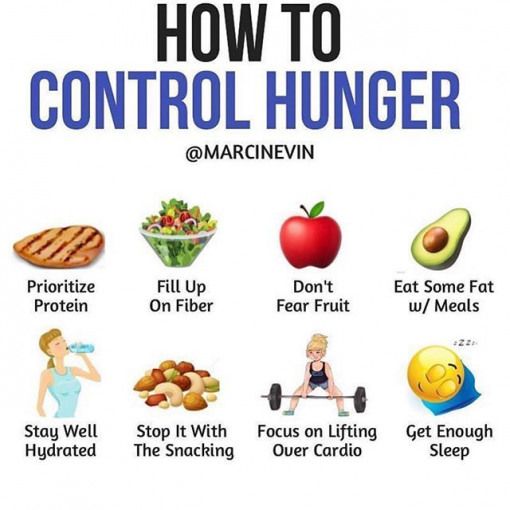 HOW TO
CONTROL HUNGER
@MARCINEVIN
Prioritize
Protein
Fill Up
On Fiber
Don't
Fear Fruit
Eat Some Fat
w/ Meals
zZz
Stay Well
Hydrated
Stop It With
The Snacking
Focus on Lifting
Over Cardio
Get Enough
Sleep